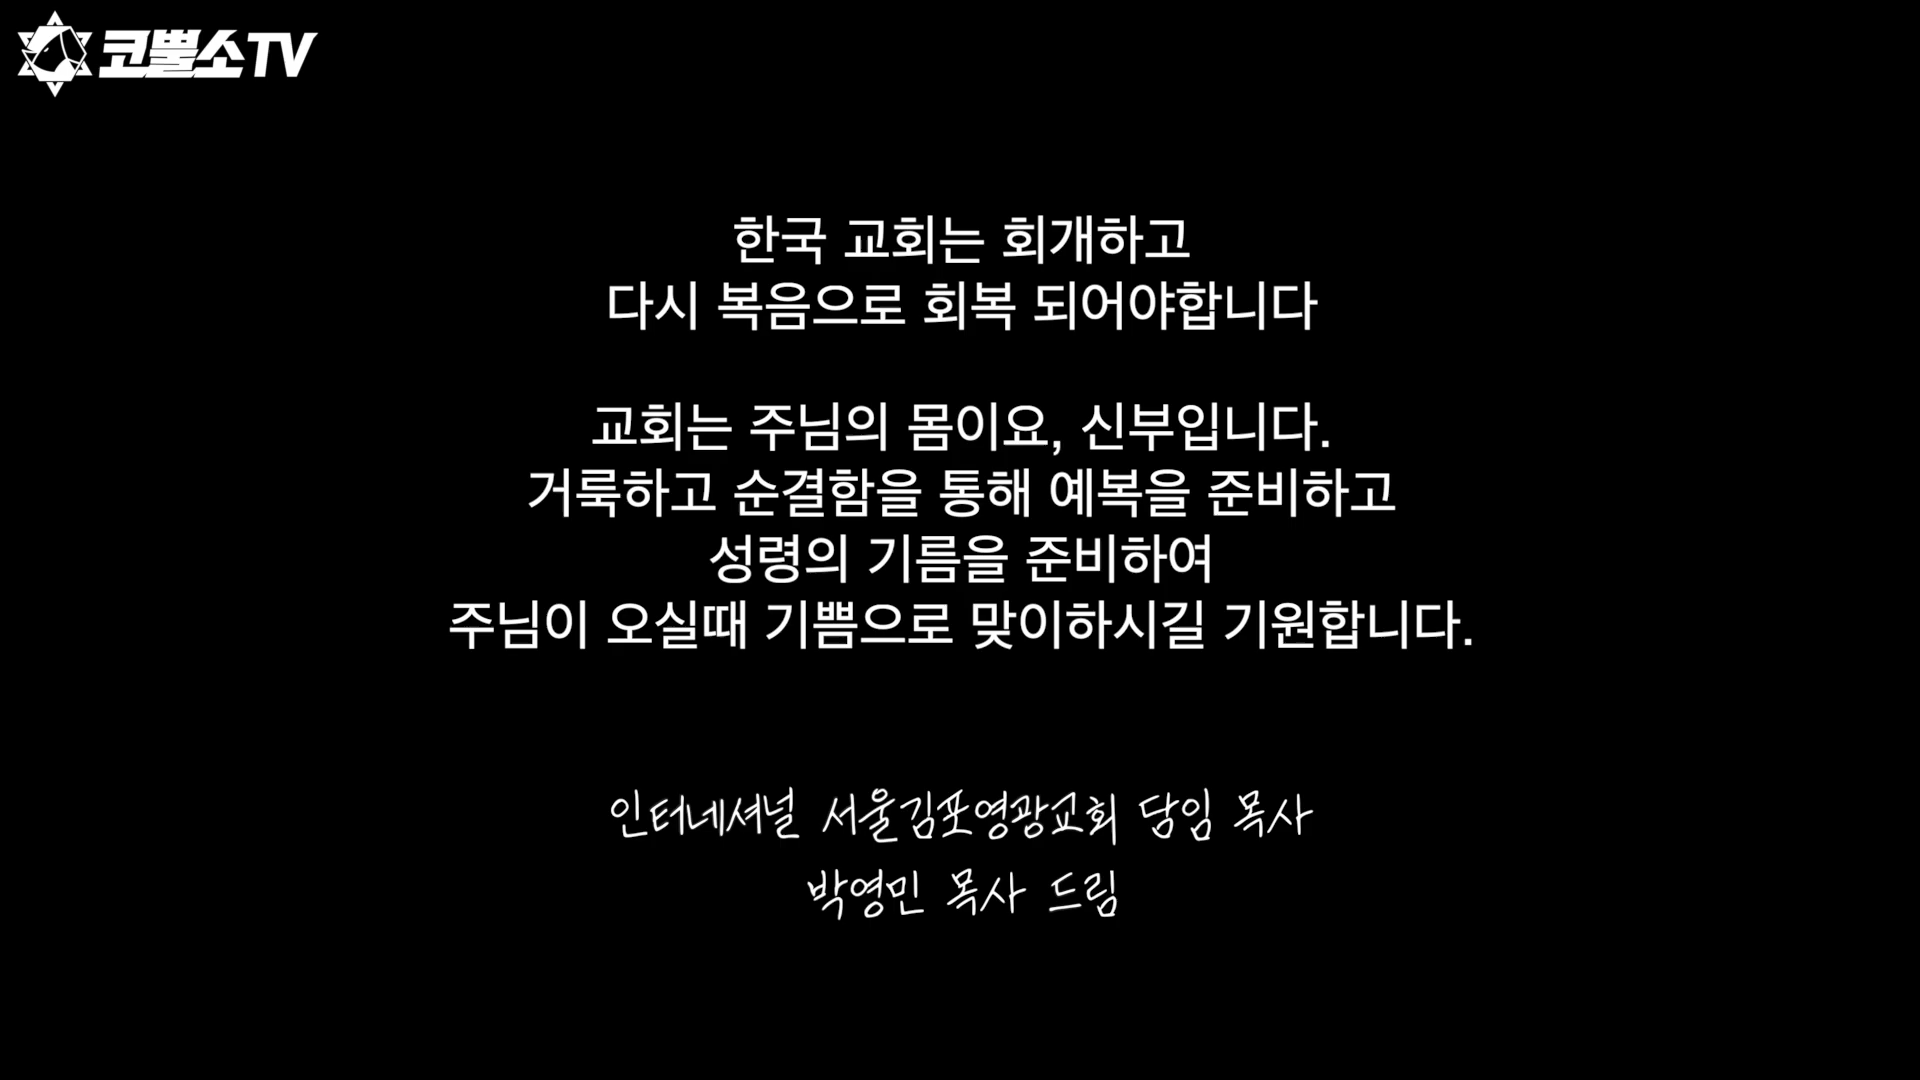 코뿔소TV
한국 교회는 회개하고
다시 복음으로 회복 되어야합니다
교회는 주님의 몸이요, 신부입니다.
거룩하고 순결함을 통해 예복을 준비하고
성령의 기름을 준비하여
주님이 오실때 기쁨으로 맞이하시길 기원합니다.
인터네셔널 서울김포영광교회 담임 목사
박영민 목사 드림